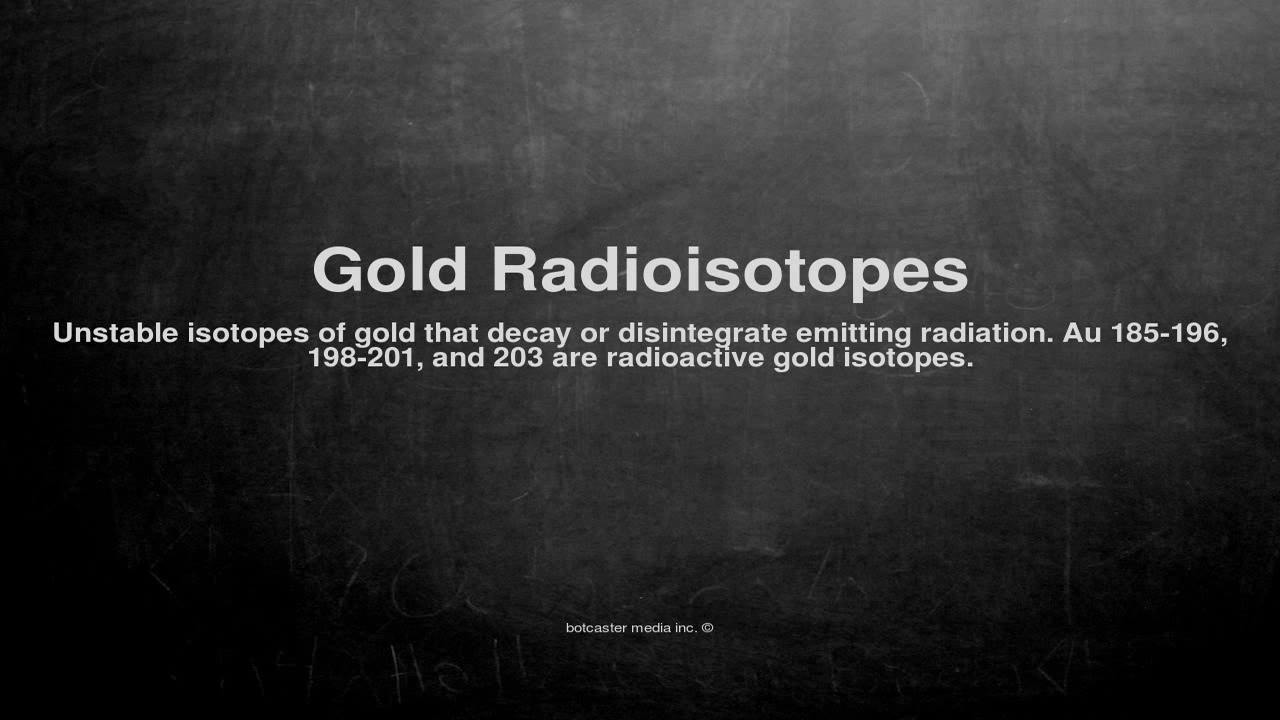 Gold Radioisotopes
Unstable isotopes of gold that decay or disintegrate emitting radiation. Au 185-196,
198-201, and 203 are radioactive gold isotopes.
botcaster media inc. ©